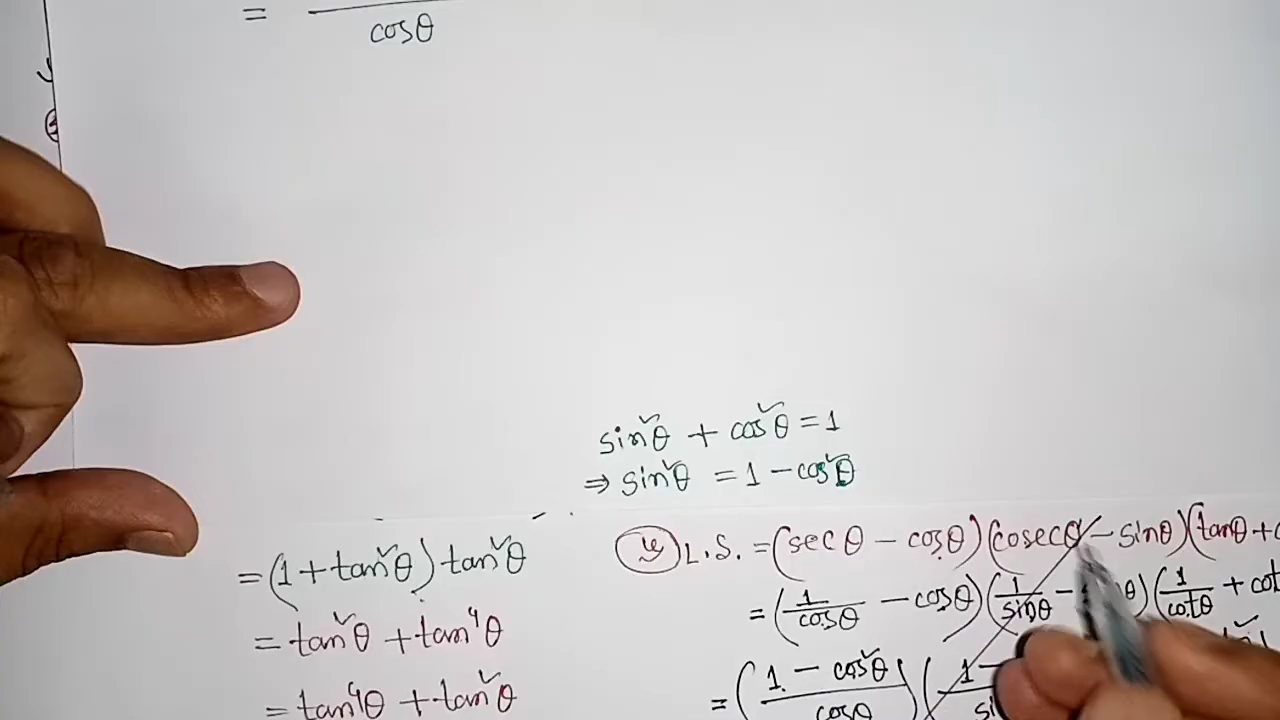 =
cosθ
sin²θ + cos²θ = 1
⇒ sin²θ = 1 - cos²θ
= (1 + tan²θ) tan²θ
= tan²θ + tan⁴θ
= tan⁴θ + tan²θ
L.S. = (secθ - cosθ)(cosecθ - sinθ)(tanθ +
= (1/cosθ - cosθ)(1/sinθ - θ)(1/cotθ + cot
= (1 - cos²θ / cosθ)(1 -